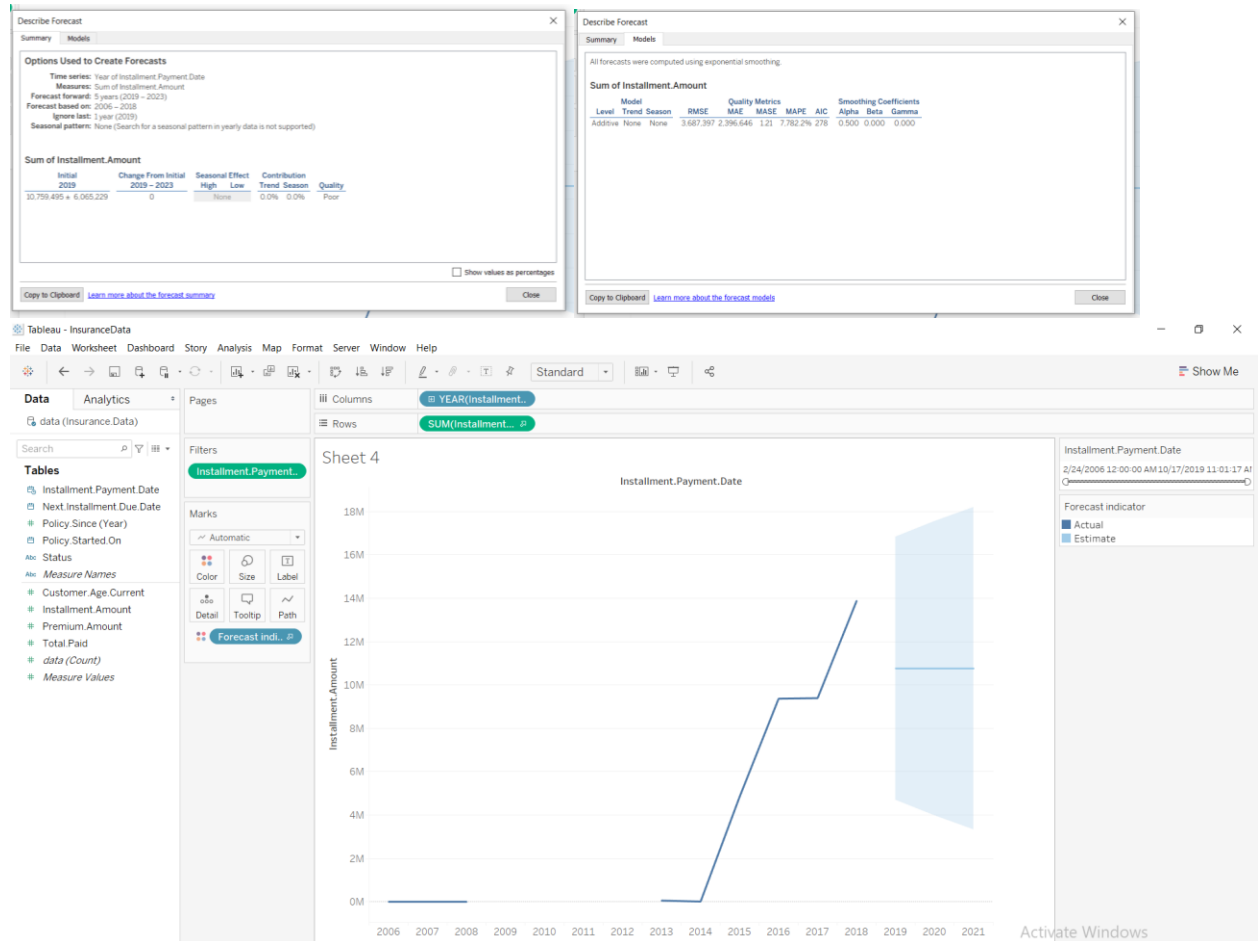 Describe Forecast
Summary Models
Options Used to Create Forecasts
Time series: Year of Installment.Payment.Date
Measures: Sum of Installment.Amount
Forecast forward: 5 years (2019 – 2023)
Forecast based on: 2006 – 2018
Ignore last: 1 year (2019)
Seasonal pattern: None (Search for a seasonal pattern in yearly data is not supported)
Sum of Installment.Amount
Initial Change From Initial Seasonal Effect Contribution
2019 2019 – 2023 High Low Trend Season Quality
10.759.495 ± 6.065.229 0 None 0.0% 0.0% Poor
Show values as percentages
Copy to Clipboard Learn more about the forecast summary Close
Describe Forecast
Summary Models
All forecasts were computed using exponential smoothing.
Sum of Installment.Amount
Model Quality Metrics Smoothing Coefficients
Level Trend Season RMSE MAE MASE MAPE AIC Alpha Beta Gamma
Additive None None 3.687.397 2.396.646 1.21 7.782.2% 278 0.500 0.000 0.000
Copy to Clipboard Learn more about the forecast models Close
Tableau - InsuranceData
File Data Worksheet Dashboard Story Analysis Map Format Server Window Help
Standard
Show Me
Data Analytics
data (Insurance.Data)
Search
Tables
Installment.Payment.Date
Next.Installment.Due.Date
Policy.Since (Year)
Policy.Started.On
Abc Status
Abc Measure Names
Customer.Age.Current
Installment.Amount
Premium.Amount
Total.Paid
data (Count)
Measure Values
Pages
Filters
Installment.Payment..
Marks
Automatic
Color Size Label
Detail Tooltip Path
Forecast indi..
Columns YEAR(Installment..
Rows SUM(Installment...
Sheet 4
Installment.Payment.Date
Installment.Amount
18M
16M
14M
12M
10M
8M
6M
4M
2M
0M
2006 2007 2008 2009 2010 2011 2012 2013 2014 2015 2016 2017 2018 2019 2020 2021
Installment.Payment.Date
2/24/2006 12:00:00 AM 10/17/2019 11:01:17 AM
Forecast indicator
Actual
Estimate
Activate Windows